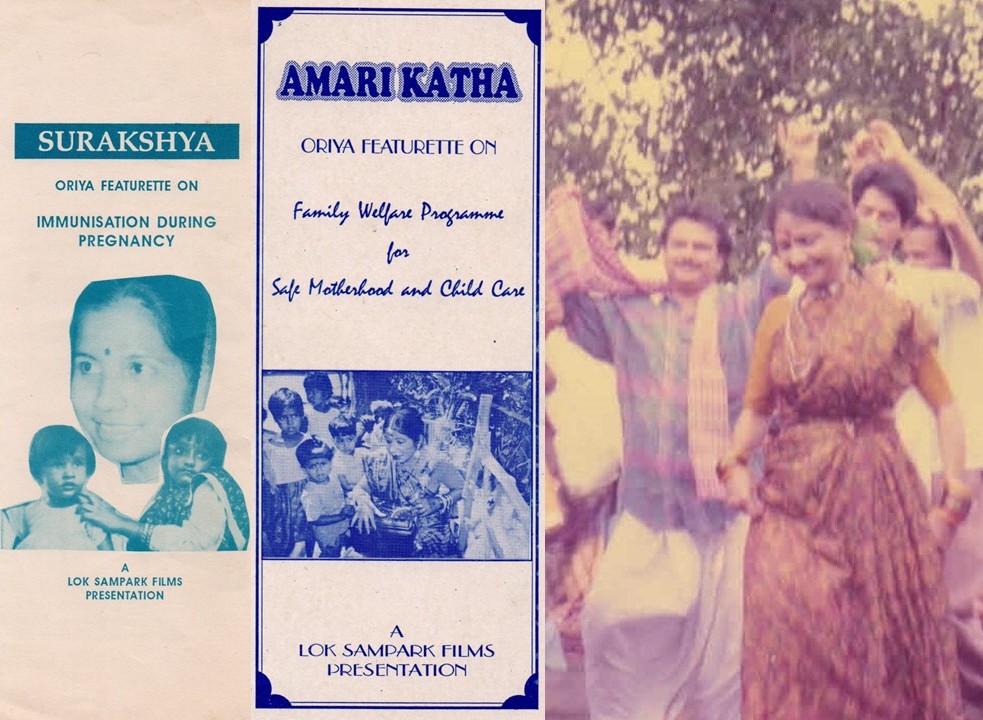 SURAKSHYA
ORIYA FEATURETTE ON
IMMUNISATION DURING
PREGNANCY
A
LOK SAMPARK FILMS
PRESENTATION
AMARI KATHA
ORIYA FEATURETTE ON
Family Welfare Programme
for
Safe Motherhood and Child Care
A
LOK SAMPARK FILMS
PRESENTATION